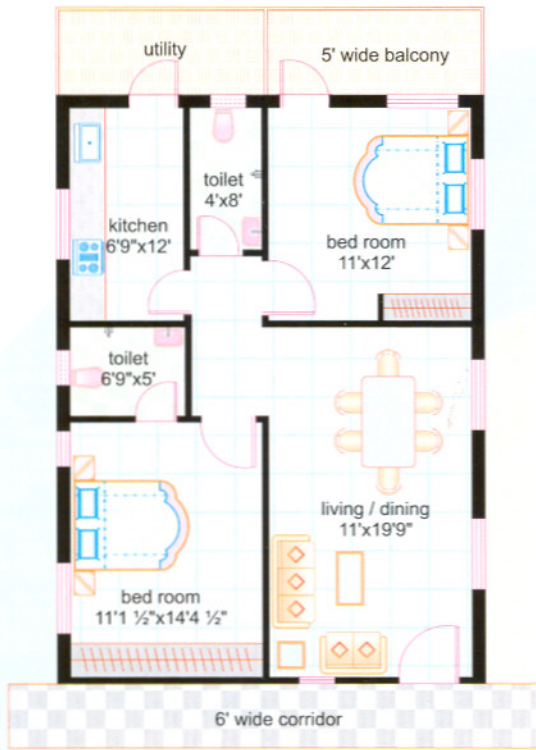 utility
5' wide balcony
toilet
4'x8'
kitchen
6'9"x12'
bed room
11'x12'
toilet
6'9"x5'
living / dining
11'x19'9"
bed room
11'1 ½"x14'4 ½"
6' wide corridor